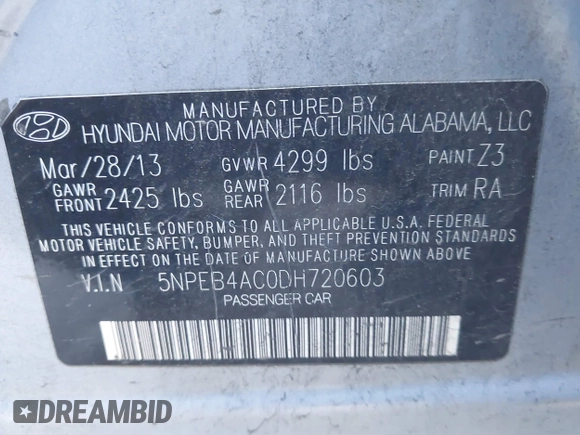 MANUFACTURED BY
HYUNDAI MOTOR MANUFACTURING ALABAMA, LLC
Mar/28/13 GVWR 4299 lbs PAINT Z3
GAWR FRONT 2425 lbs GAWR REAR 2116 lbs TRIM RA
THIS VEHICLE CONFORMS TO ALL APPLICABLE U.S.A. FEDERAL
MOTOR VEHICLE SAFETY, BUMPER, AND THEFT PREVENTION STANDARDS
IN EFFECT ON THE DATE OF MANUFACTURE SHOWN ABOVE.
V.I.N 5NPEB4AC0DH720603
PASSENGER CAR
DREAMBID